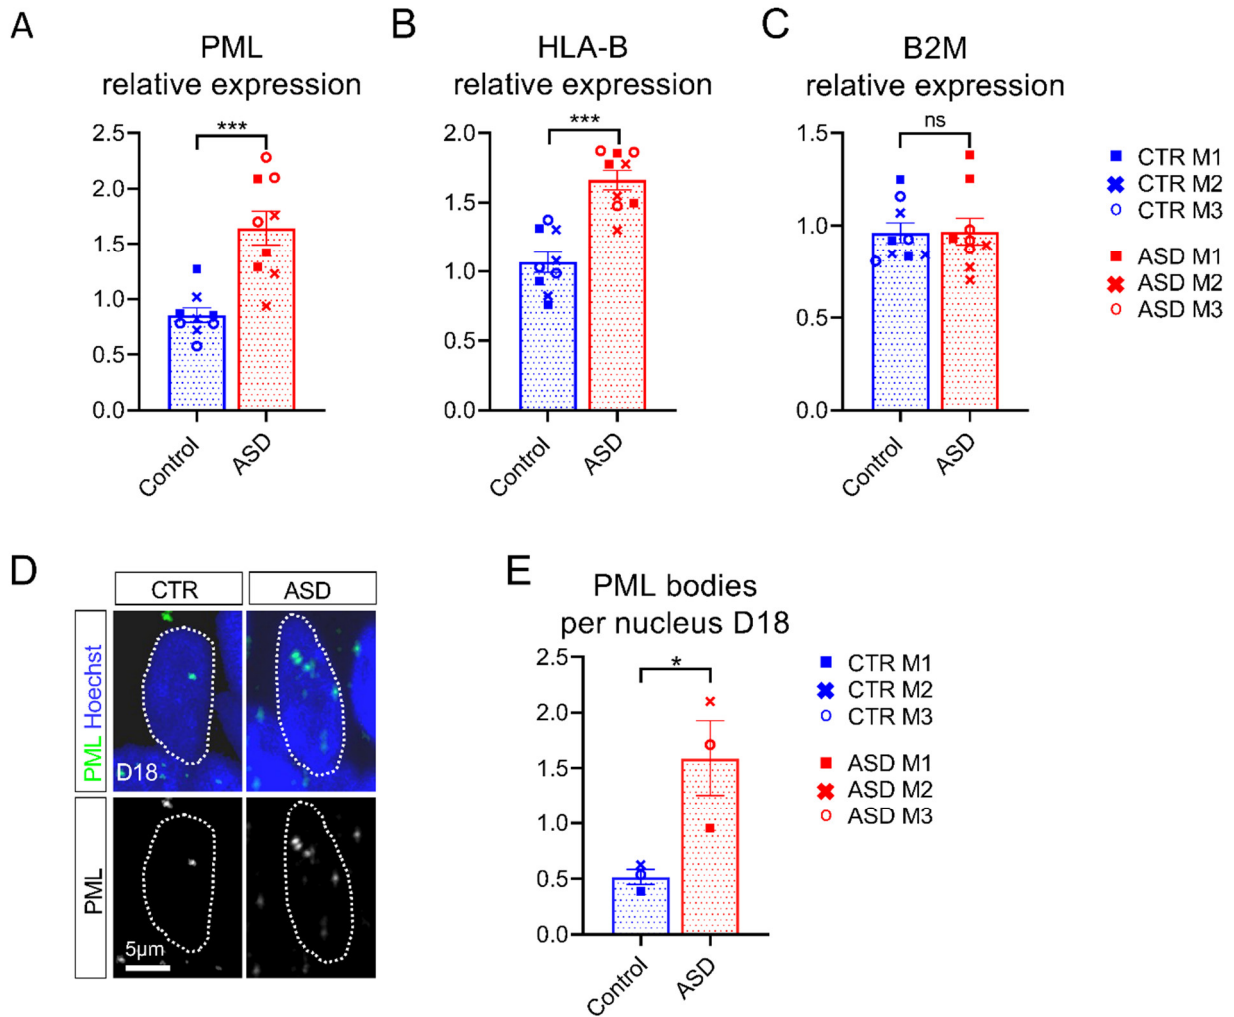 A
PML
relative expression
***
2.5
2.0
1.5
1.0
0.5
0.0
Control
ASD
B
HLA-B
relative expression
***
2.0
1.5
1.0
0.5
0.0
Control
ASD
C
B2M
relative expression
ns
1.5
1.0
0.5
0.0
Control
ASD
CTR M1
CTR M2
CTR M3
ASD M1
ASD M2
ASD M3
D
CTR
ASD
PML Hoechst
D18
PML
5µm
E
PML bodies
per nucleus D18
*
2.5
2.0
1.5
1.0
0.5
0.0
Control
ASD
CTR M1
CTR M2
CTR M3
ASD M1
ASD M2
ASD M3